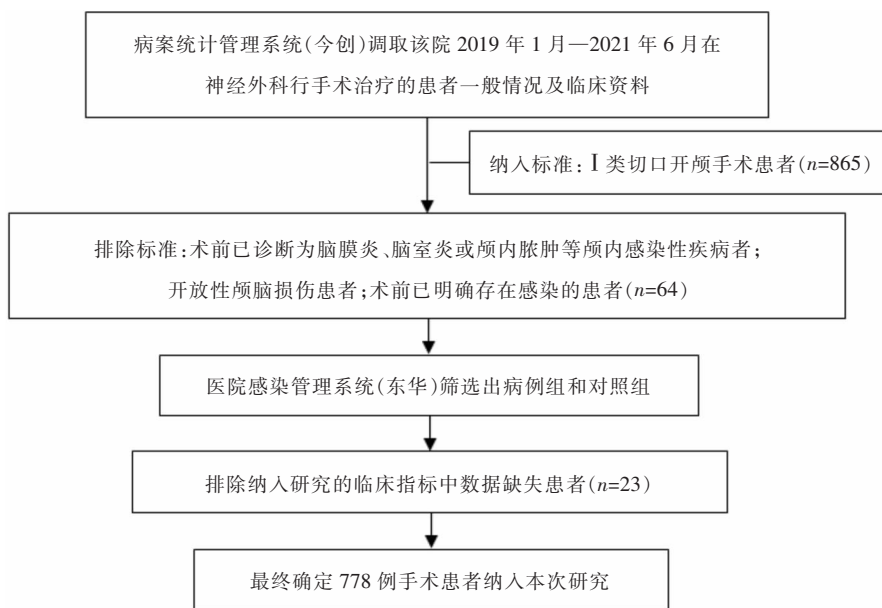 病案统计管理系统(今创)调取该院 2019 年 1 月—2021 年 6 月在
神经外科行手术治疗的患者一般情况及临床资料
纳入标准:Ⅰ类切口开颅手术患者(n=865)
排除标准:术前已诊断为脑膜炎、脑室炎或颅内脓肿等颅内感染性疾病者;
开放性颅脑损伤患者;术前已明确存在感染的患者(n=64)
医院感染管理系统(东华)筛选出病例组和对照组
排除纳入研究的临床指标中数据缺失患者(n=23)
最终确定 778 例手术患者纳入本次研究